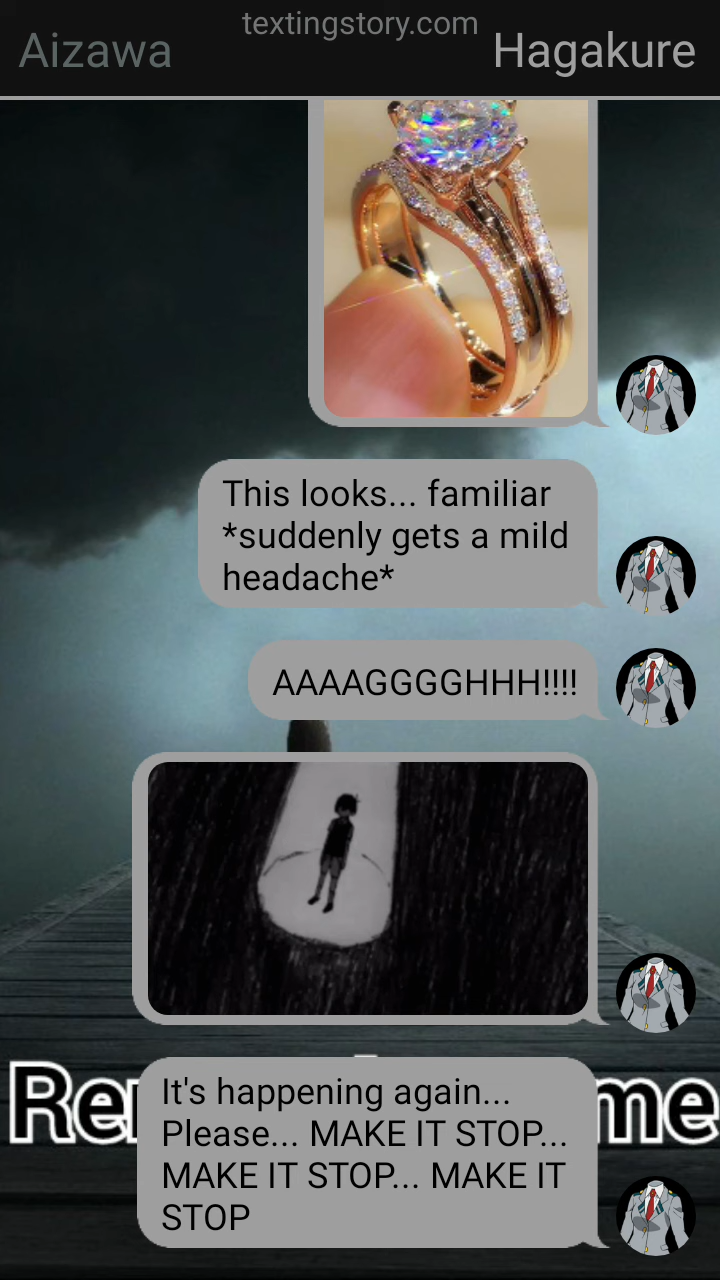 textingstory.com
Aizawa
Hagakure
This looks... familiar
*suddenly gets a mild
headache*
AAAAGGGGHHH!!!!
It's happening again...
Please... MAKE IT STOP...
MAKE IT STOP... MAKE IT
STOP